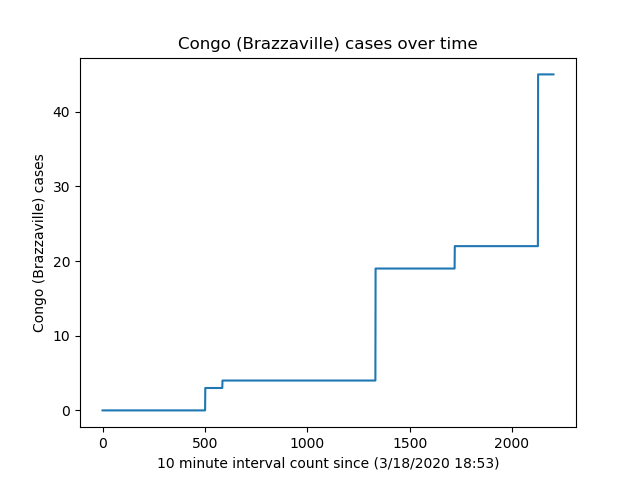 Congo (Brazzaville) cases over time
Congo (Brazzaville) cases
40
30
20
10
0
0 500 1000 1500 2000
10 minute interval count since (3/18/2020 18:53)